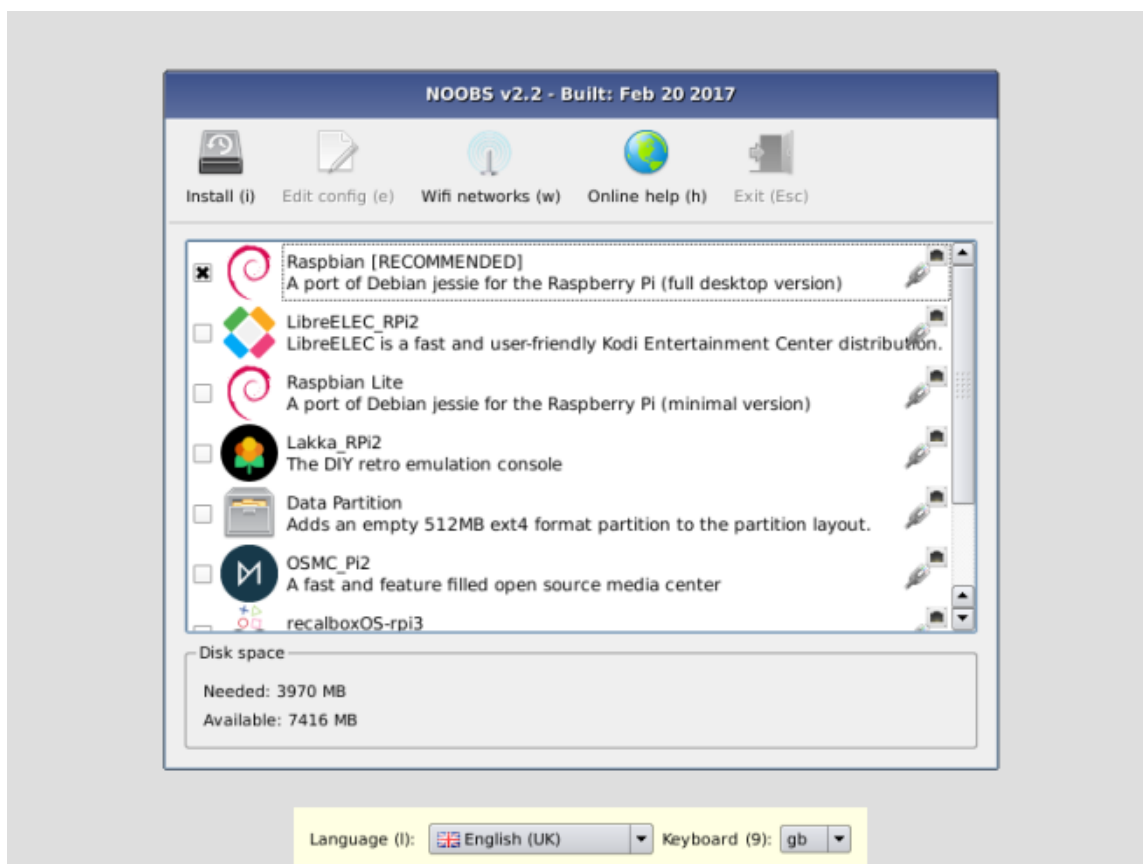 NOOBS v2.2 - Built: Feb 20 2017
Install (i) Edit config (e) Wifi networks (w) Online help (h) Exit (Esc)
Raspbian [RECOMMENDED]
A port of Debian jessie for the Raspberry Pi (full desktop version)
LibreELEC_RPi2
LibreELEC is a fast and user-friendly Kodi Entertainment Center distribution.
Raspbian Lite
A port of Debian jessie for the Raspberry Pi (minimal version)
Lakka_RPi2
The DIY retro emulation console
Data Partition
Adds an empty 512MB ext4 format partition to the partition layout.
OSMC_Pi2
A fast and feature filled open source media center
recalboxOS-rpi3
Disk space
Needed: 3970 MB
Available: 7416 MB
Language (l): English (UK) Keyboard (9): gb